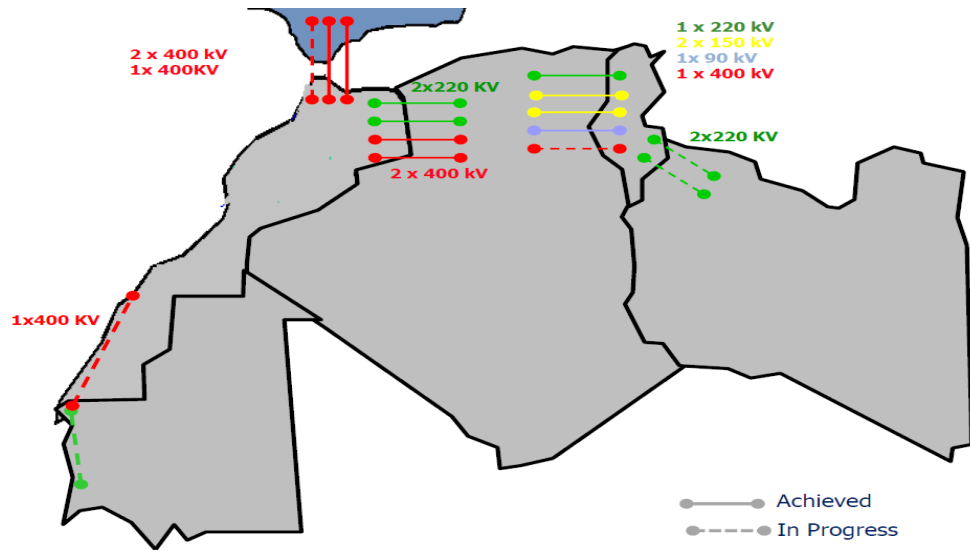 2 x 400 kV
1x 400KV
1 x 220 kV
2 x 150 kV
1x 90 kV
1 x 400 kv
2x220 KV
2x220 KV
2 x 400 kV
1x400 KV
Achieved
In Progress